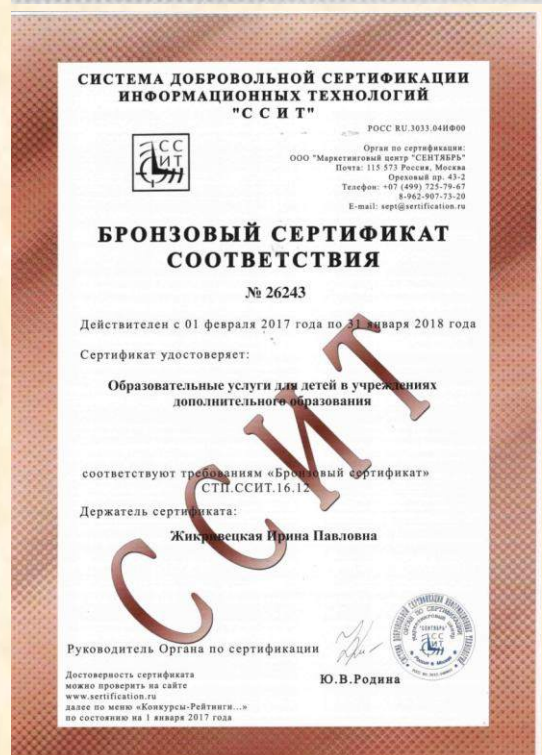 СИСТЕМА ДОБРОВОЛЬНОЙ СЕРТИФИКАЦИИ
ИНФОРМАЦИОННЫХ ТЕХНОЛОГИЙ
"С С И Т"
РОСС RU.3033.04ИФ00
СС
ИТ
Орган по сертификации:
ООО "Маркетинговый центр "СЕНТЯБРЬ"
Почта: 115 573 Россия, Москва
Ореховый пр. 43-2
Телефон: +07 (499) 725-79-67
8-962-907-73-20
E-mail: sept@sertification.ru
БРОНЗОВЫЙ СЕРТИФИКАТ
СООТВЕТСТВИЯ
№ 26243
Действителен с 01 февраля 2017 года по 31 января 2018 года
Сертификат удостоверяет:
Образовательные услуги для детей в учреждениях
дополнительного образования
соответствуют требованиям «Бронзовый сертификат»
СТП.ССИТ.16.12
Держатель сертификата:
Жикривецкая Ирина Павловна
ССИТ
Руководитель Органа по сертификации
Ю.В.Родина
Достоверность сертификата
можно проверить на сайте
www.sertification.ru
далее по меню «Конкурсы-Рейтинги...»
по состоянию на 1 января 2017 года